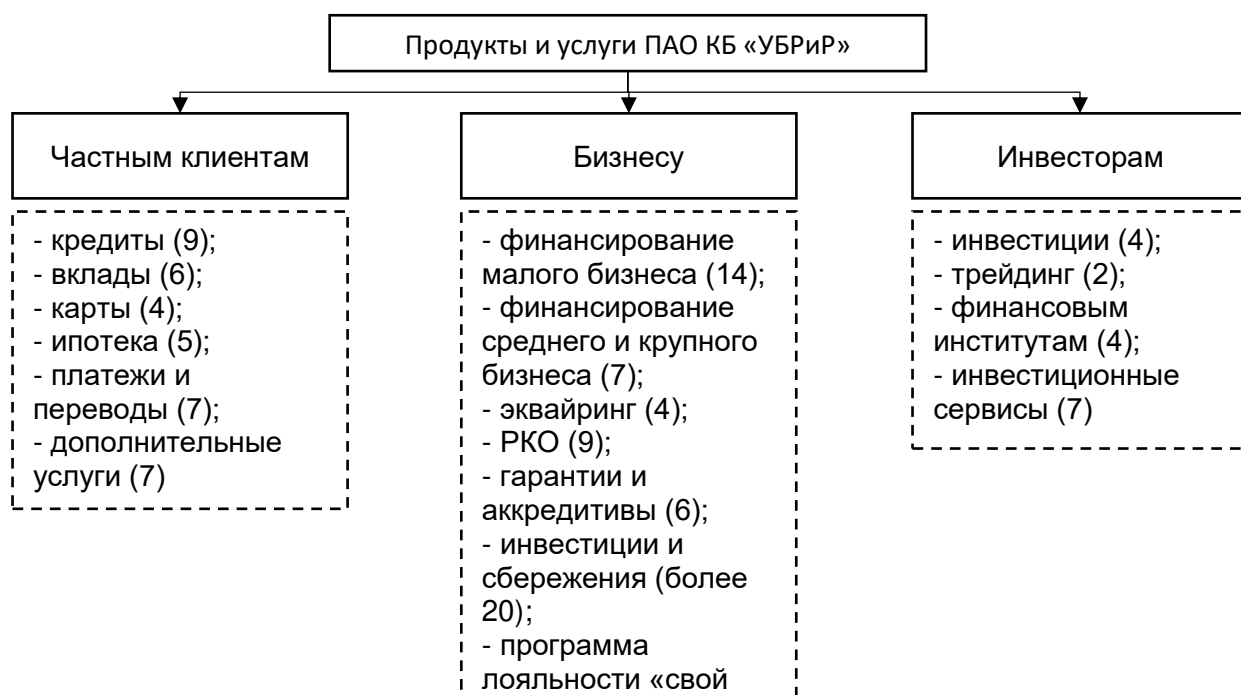 Продукты и услуги ПАО КБ «УБРиР»
Частным клиентам
- кредиты (9);
- вклады (6);
- карты (4);
- ипотека (5);
- платежи и
переводы (7);
- дополнительные
услуги (7)
Бизнесу
- финансирование
малого бизнеса (14);
- финансирование
среднего и крупного
бизнеса (7);
- эквайринг (4);
- РКО (9);
- гарантии и
аккредитивы (6);
- инвестиции и
сбережения (более
20);
- программа
лояльности «свой
Инвесторам
- инвестиции (4);
- трейдинг (2);
- финансовым
институтам (4);
- инвестиционные
сервисы (7)